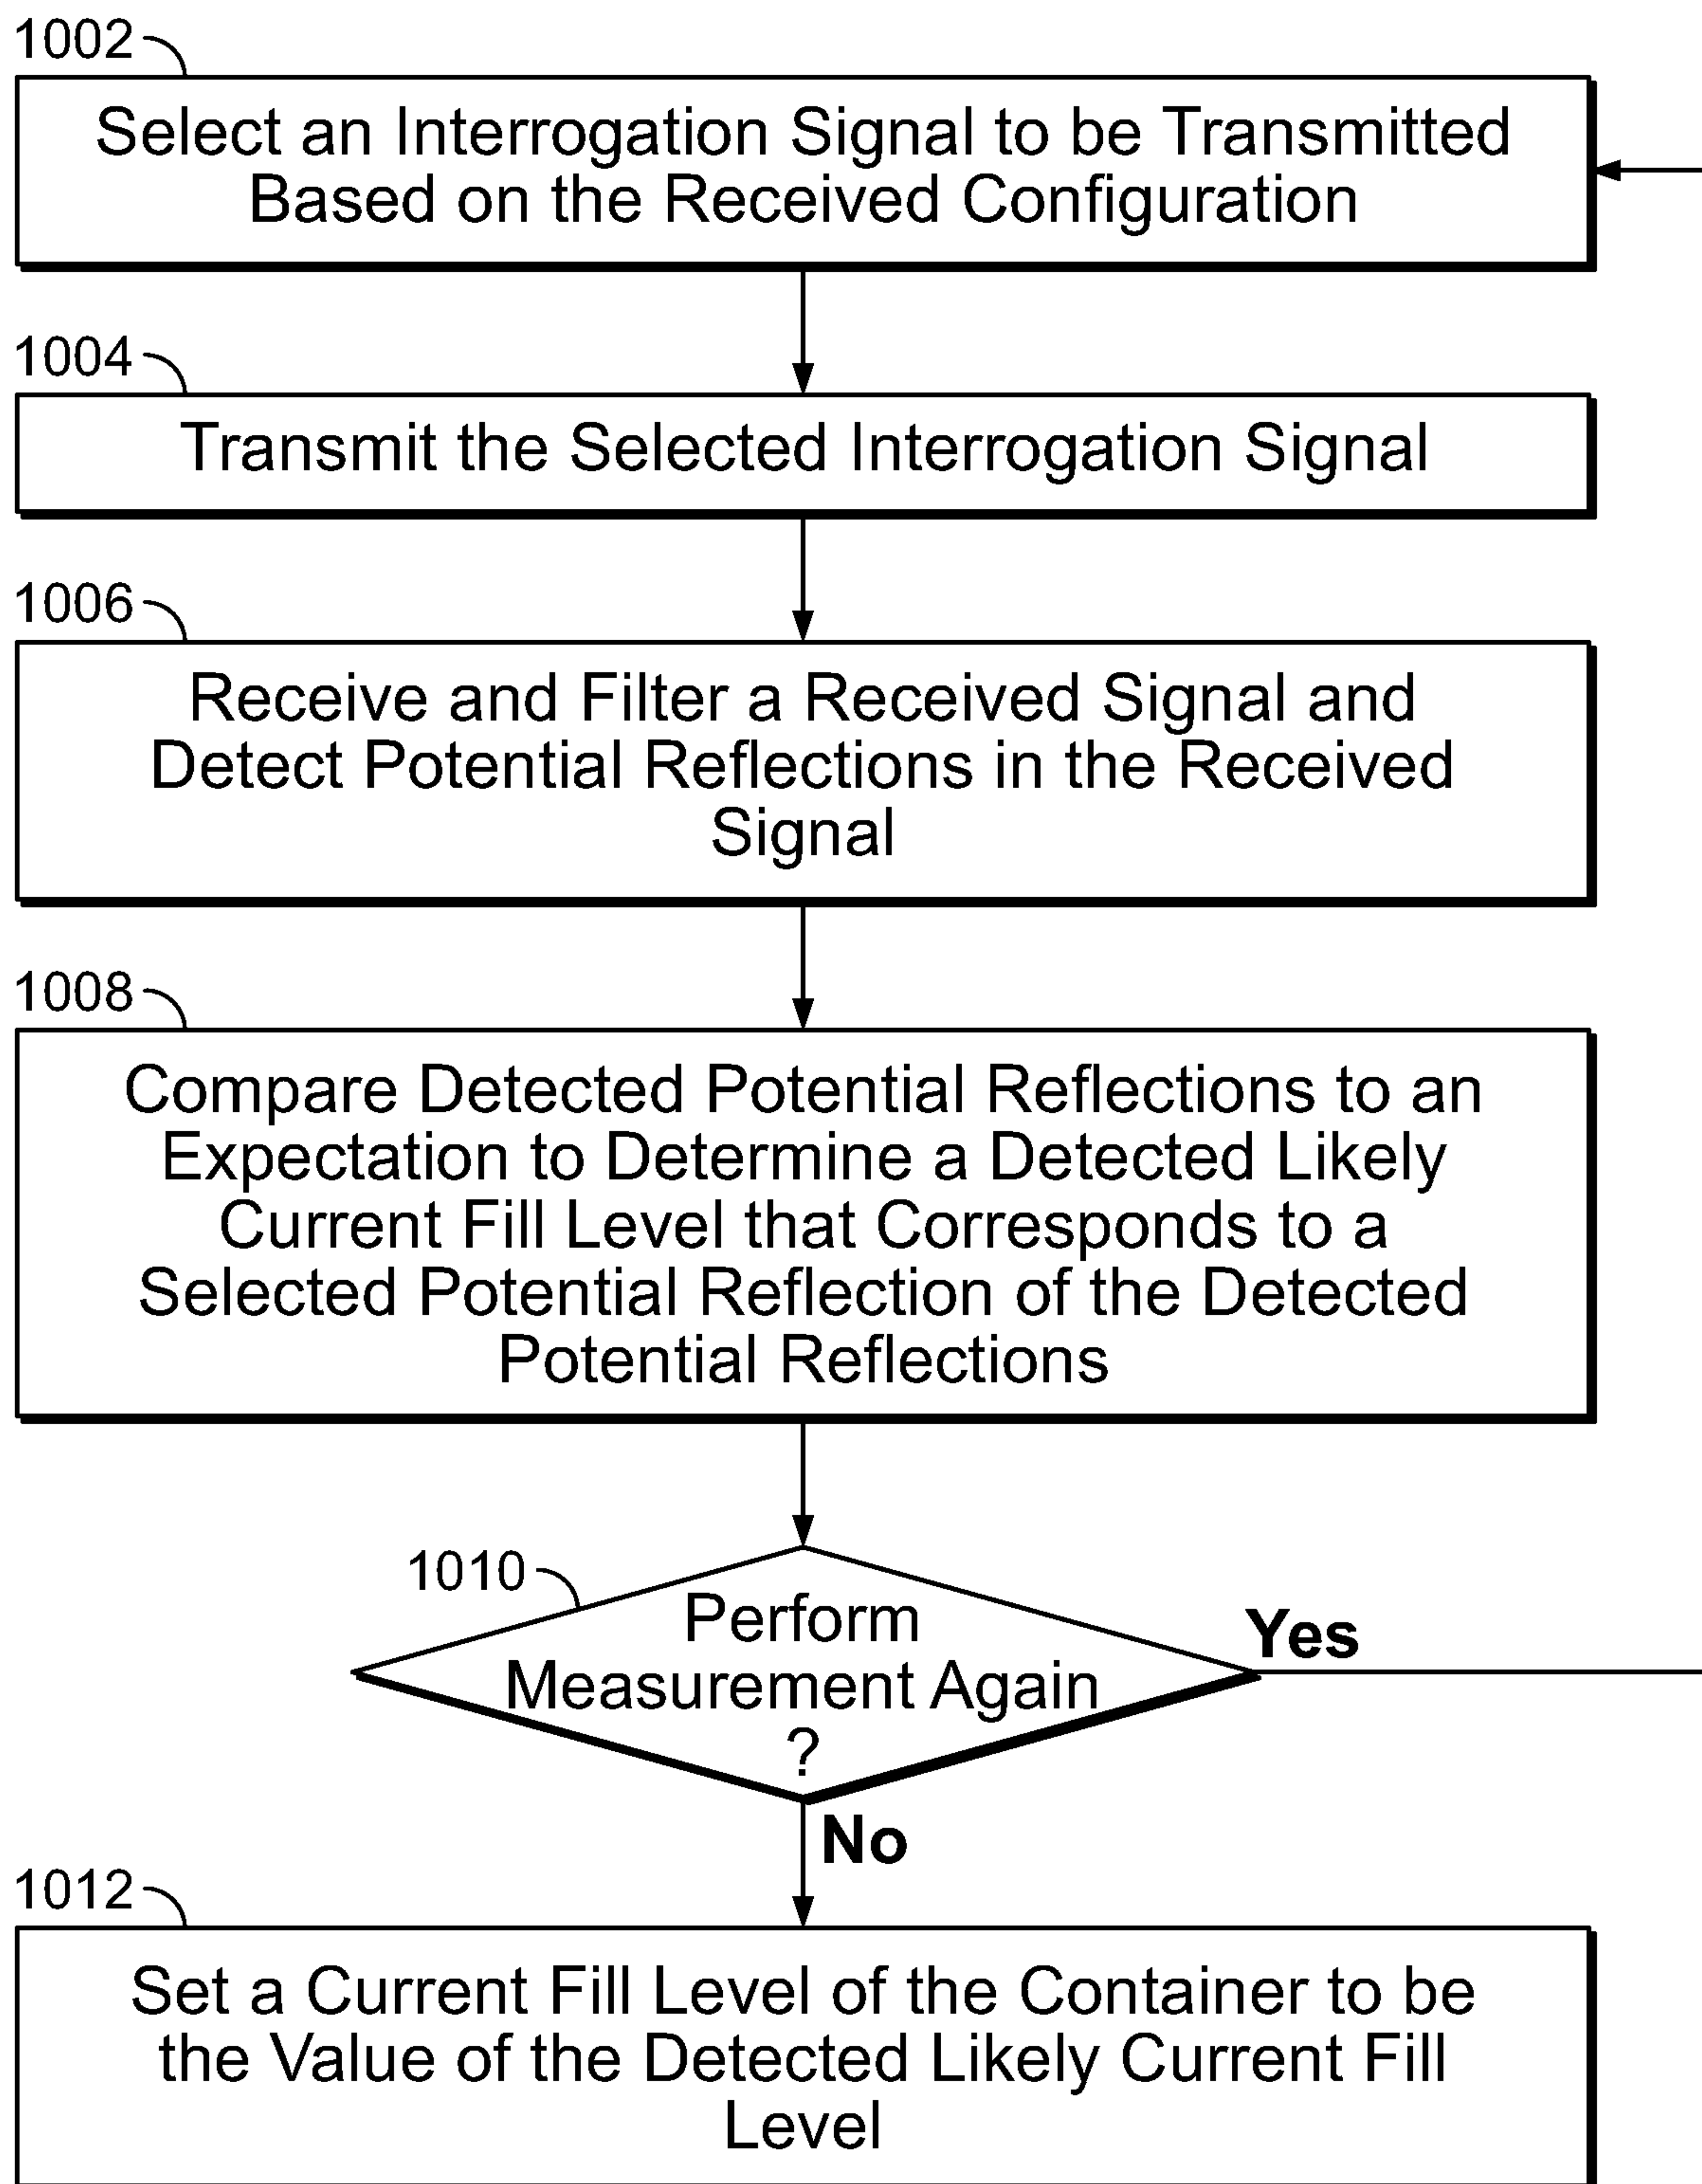 1002
Select an Interrogation Signal to be Transmitted
Based on the Received Configuration
1004
Transmit the Selected Interrogation Signal
1006
Receive and Filter a Received Signal and
Detect Potential Reflections in the Received
Signal
1008
Compare Detected Potential Reflections to an
Expectation to Determine a Detected Likely
Current Fill Level that Corresponds to a
Selected Potential Reflection of the Detected
Potential Reflections
1010
Perform
Measurement Again
?
Yes
No
1012
Set a Current Fill Level of the Container to be
the Value of the Detected Likely Current Fill
Level